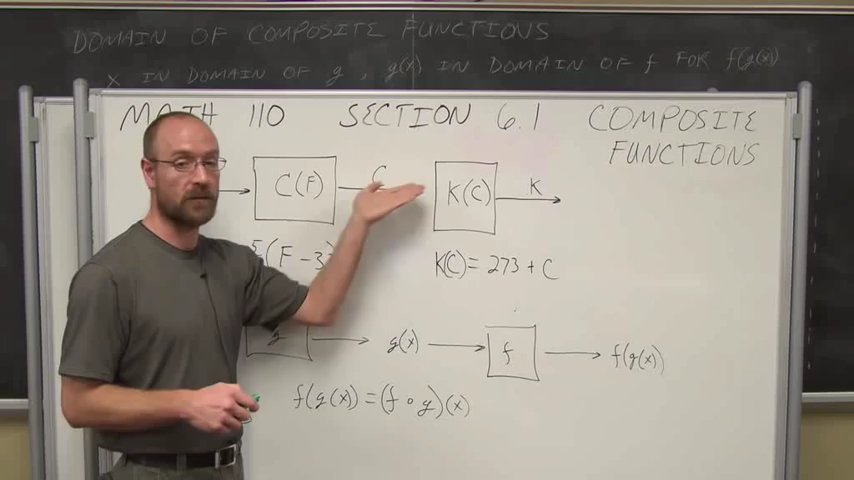 DOMAIN OF COMPOSITE FUNCTIONS
x IN DOMAIN OF g , g(x) IN DOMAIN OF f FOR f(g(x))
MATH 110 SECTION 6.1 COMPOSITE FUNCTIONS
C(F) C K(C) K
(F - 3 K(C) = 273 + C
g g(x) f f(g(x))
f(g(x)) = (f ∘ g)(x)